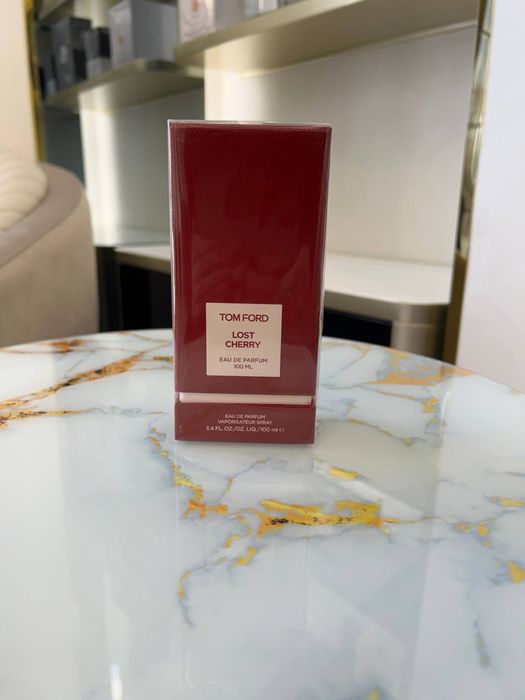 TOM FORD
LOST
CHERRY
EAU DE PARFUM
100 ML
EAU DE PARFUM
VAPORISATEUR SPRAY
3.4 FL. OZ./OZ. LIQ./100 ml ℮